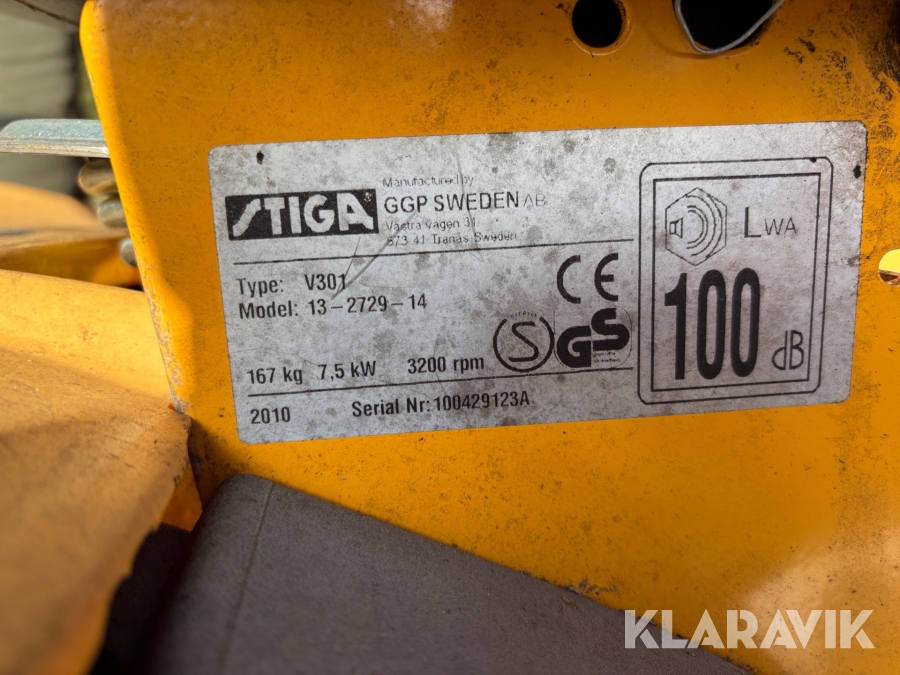 STIGA
Manufactured by
GGP SWEDEN AB
Västra vägen 31
573 41 Tranås Sweden
Type: V301
Model: 13-2729-14
CE
S
GS
LWA
100 dB
167 kg 7,5 kW 3200 rpm
2010 Serial Nr: 100429123A
KLARAVIK